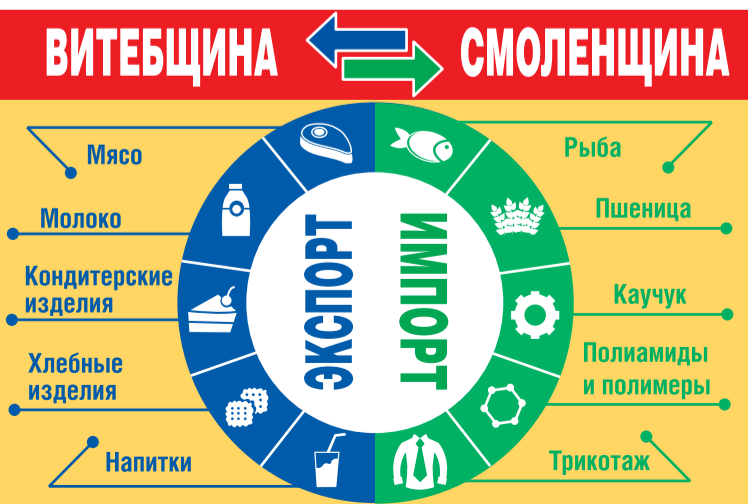 ВИТЕБЩИНА
СМОЛЕНЩИНА
Мясо
Молоко
Кондитерские
изделия
Хлебные
изделия
Напитки
ЭКСПОРТ
ИМПОРТ
Рыба
Пшеница
Каучук
Полиамиды
и полимеры
Трикотаж